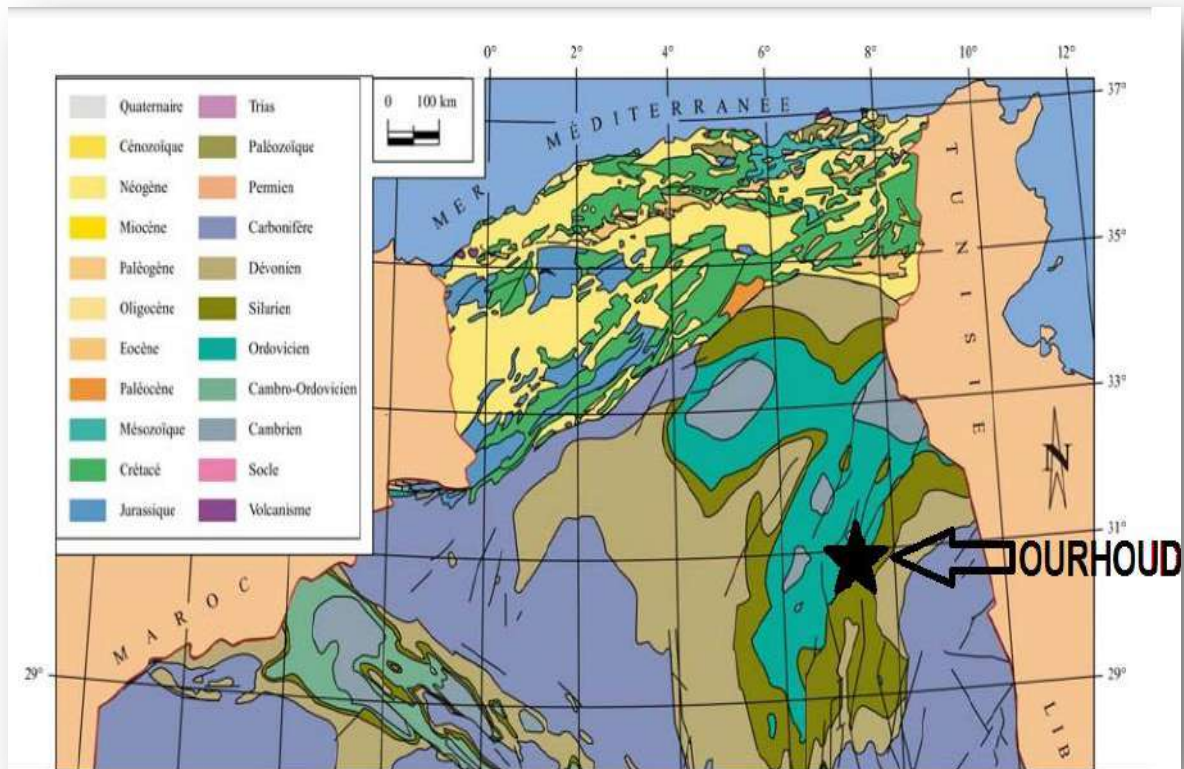 0° 2° 4° 6° 8° 10° 12°
Quaternaire Trias
Cénozoïque Paléozoïque
Néogène Permien
Miocène Carbonifère
Paléogène Dévonien
Oligocène Silurien
Eocène Ordovicien
Paléocène Cambro-Ordovicien
Mésozoïque Cambrien
Crétacé Socle
Jurassique Volcanisme
0 100 km
MER MÉDITERRANÉE
TUNISIE
37°
35°
33°
31°
N
OURHOUD
MAROC
29° 29°
LIB